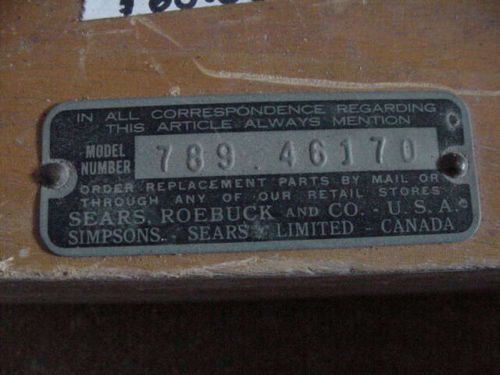 IN ALL CORRESPONDENCE REGARDING
THIS ARTICLE ALWAYS MENTION
MODEL NUMBER 789.46170
ORDER REPLACEMENT PARTS BY MAIL OR
THROUGH ANY OF OUR RETAIL STORES
SEARS, ROEBUCK AND CO. - U.S.A.
SIMPSONS - SEARS LIMITED - CANADA